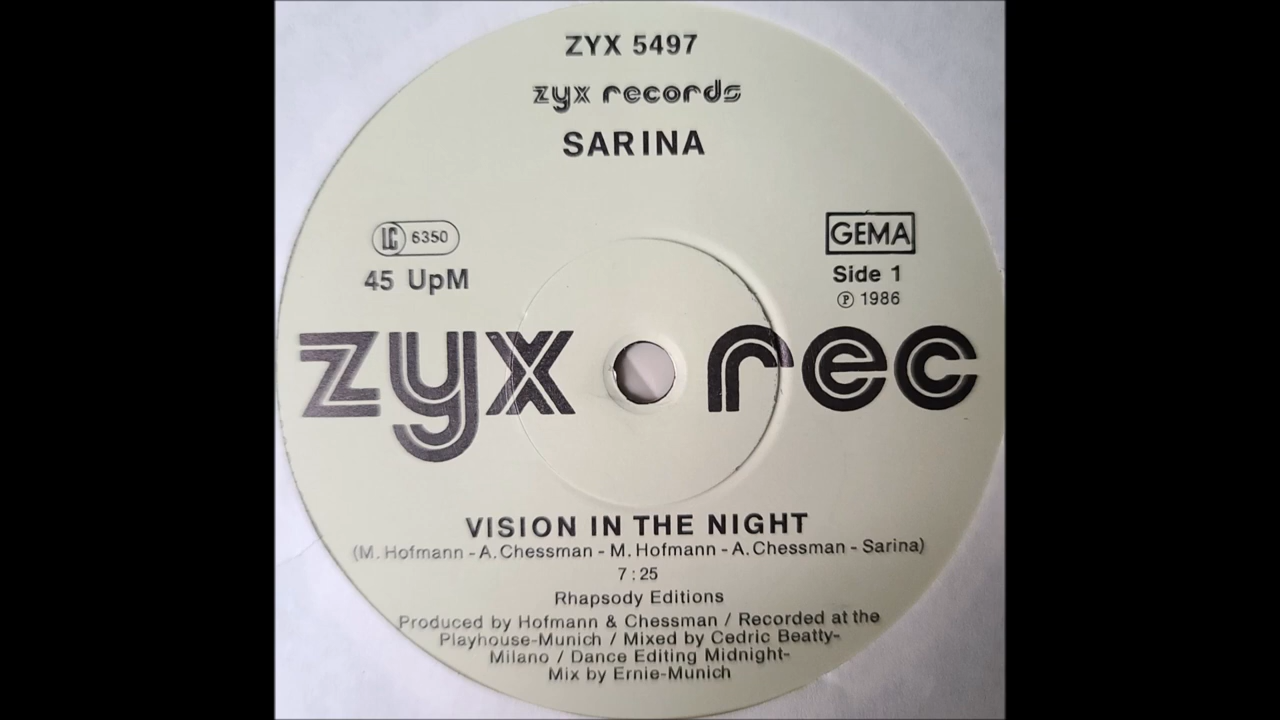 ZYX 5497
zyx records
SARINA
LC 6350
45 UpM
GEMA
Side 1
℗ 1986
zyx rec
VISION IN THE NIGHT
(M. Hofmann - A. Chessman - M. Hofmann - A. Chessman - Sarina)
7:25
Rhapsody Editions
Produced by Hofmann & Chessman / Recorded at the
Playhouse-Munich / Mixed by Cedric Beatty-
Milano / Dance Editing Midnight-
Mix by Ernie-Munich